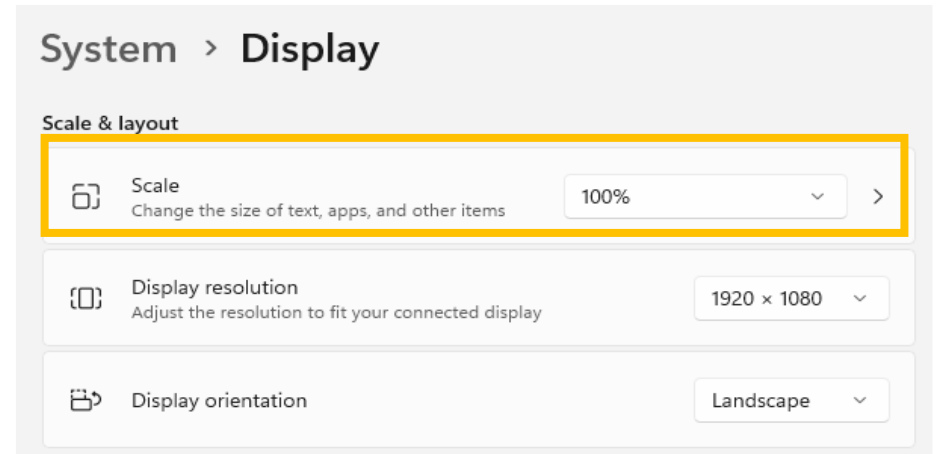 System > Display
Scale & layout
Scale
Change the size of text, apps, and other items
100%
Display resolution
Adjust the resolution to fit your connected display
1920 × 1080
Display orientation
Landscape